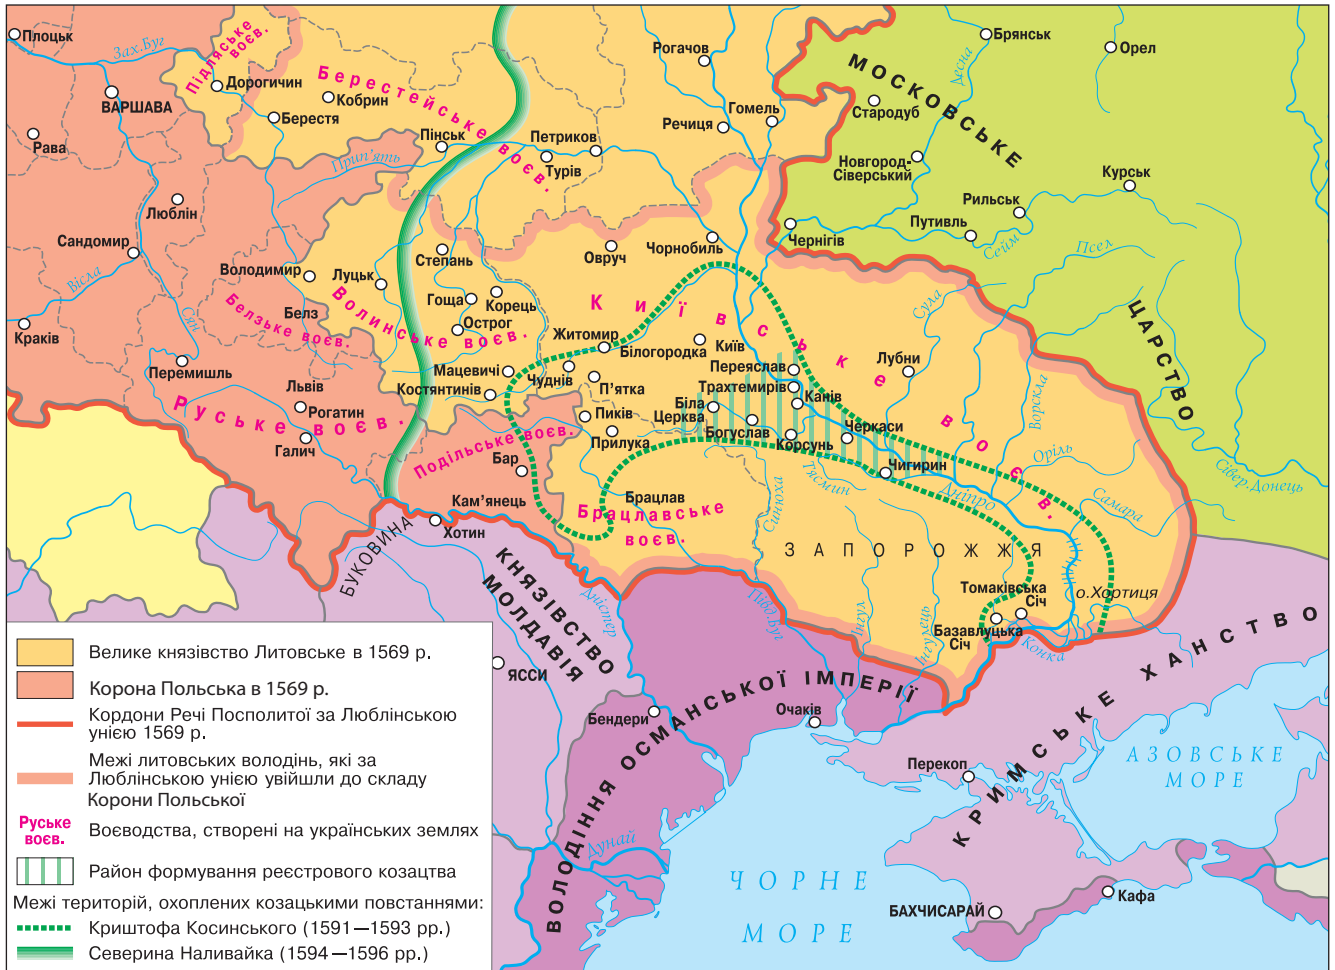 Плоцьк
Зах.Буг
Підляське
воєв.
Дорогичин
ВАРШАВА
Кобрин
Берестя
Берестейське воєв.
Рава
Пінськ
Прип'ять
Петриков
Турів
Рогачов
Речиця
Гомель
МОСКОВСЬКЕ
ЦАРСТВО
Десна
Брянськ
Орел
Стародуб
Новгород-
Сіверський
Курськ
Рильськ
Путивль
Сейм
Псел
Чернігів
Люблін
Сандомир
Вісла
Сян
Краків
Володимир
Луцьк
Степань
Овруч
Чорнобиль
Белз
Белзьке воєв.
Волинське воєв.
Гоща
Корець
Острог
Київське воєв.
Сула
Житомир
Білогородка
Київ
Переяслав
Трахтемирів
Канів
Лубни
Ворскла
Перемишль
Мацевичі
Костянтинів
Чуднів
П'ятка
Львів
Рогатин
Руське воєв.
Галич
Пиків
Прилука
Біла
Церква
Богуслав
Корсунь
Черкаси
Чигирин
Подільське воєв.
Бар
Тясмин
Дніпро
Оріль
Сівер.Донець
Самара
Кам'янець
Брацлав
Брацлавське
воєв.
Синюха
Хотин
БУКОВИНА
ЗАПОРОЖЖЯ
КНЯЗІВСТВО
МОЛДАВІЯ
Дністер
Півд.Буг
Інгул
Інгулець
Томаківська
Січ
о.Хортиця
Базавлуцька
Січ
Конка
ЯССИ
Бендери
Очаків
ВОЛОДІННЯ ОСМАНСЬКОЇ ІМПЕРІЇ
КРИМСЬКЕ ХАНСТВО
Перекоп
АЗОВСЬКЕ
МОРЕ
Дунай
ЧОРНЕ
МОРЕ
БАХЧИСАРАЙ
Кафа
Велике князівство Литовське в 1569 р.
Корона Польська в 1569 р.
Кордони Речі Посполитої за Люблінською
унією 1569 р.
Межі литовських володінь, які за
Люблінською унією увійшли до складу
Корони Польської
Руське
воєв.
Воєводства, створені на українських землях
Район формування реєстрового козацтва
Межі територій, охоплених козацькими повстаннями:
Криштофа Косинського (1591—1593 рр.)
Северина Наливайка (1594—1596 рр.)